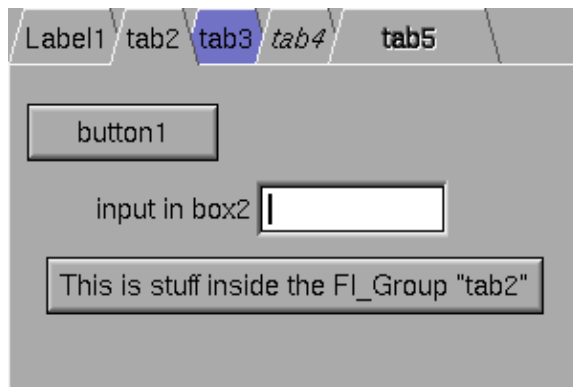 Label1 tab2 tab3 tab4 tab5
button1
input in box2
This is stuff inside the Fl_Group "tab2"